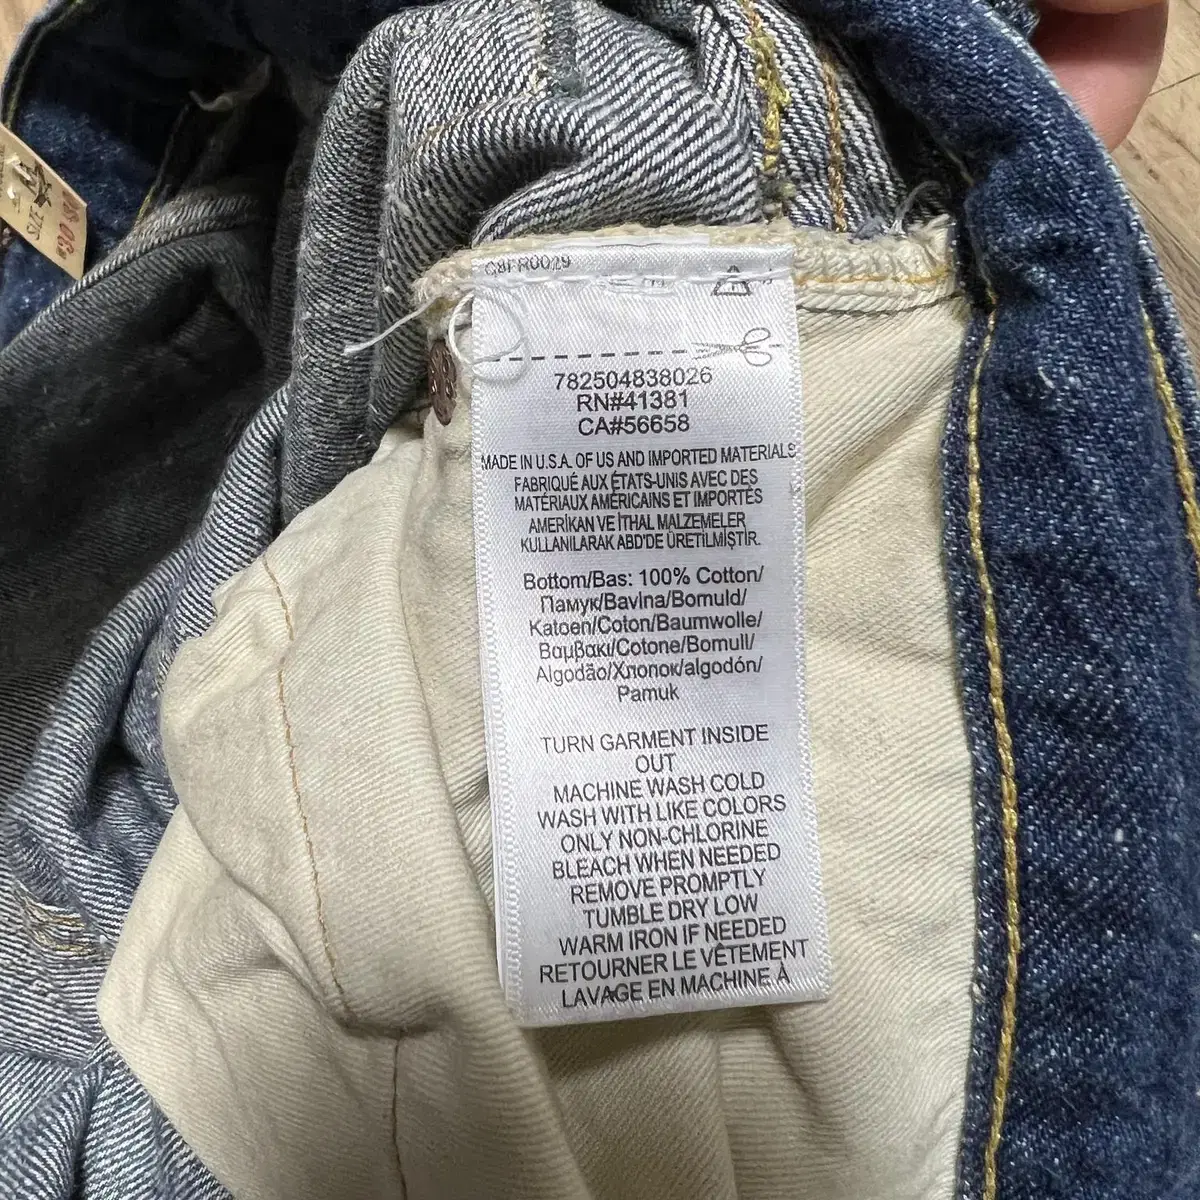 SIZE
C8FR0029
782504838026
RN#41381
CA#56658
MADE IN U.S.A. OF US AND IMPORTED MATERIALS
FABRIQUÉ AUX ÉTATS-UNIS AVEC DES
MATÉRIAUX AMÉRICAINS ET IMPORTÉS
AMERİKAN VE İTHAL MALZEMELER
KULLANILARAK ABD'DE ÜRETİLMİŞTİR.
Bottom/Bas: 100% Cotton/
Памук/Bavlna/Bomuld/
Katoen/Coton/Baumwolle/
Βαμβακι/Cotone/Bomull/
Algodão/Хлопок/algodón/
Pamuk
TURN GARMENT INSIDE
OUT
MACHINE WASH COLD
WASH WITH LIKE COLORS
ONLY NON-CHLORINE
BLEACH WHEN NEEDED
REMOVE PROMPTLY
TUMBLE DRY LOW
WARM IRON IF NEEDED
RETOURNER LE VÊTEMENT
LAVAGE EN MACHINE À